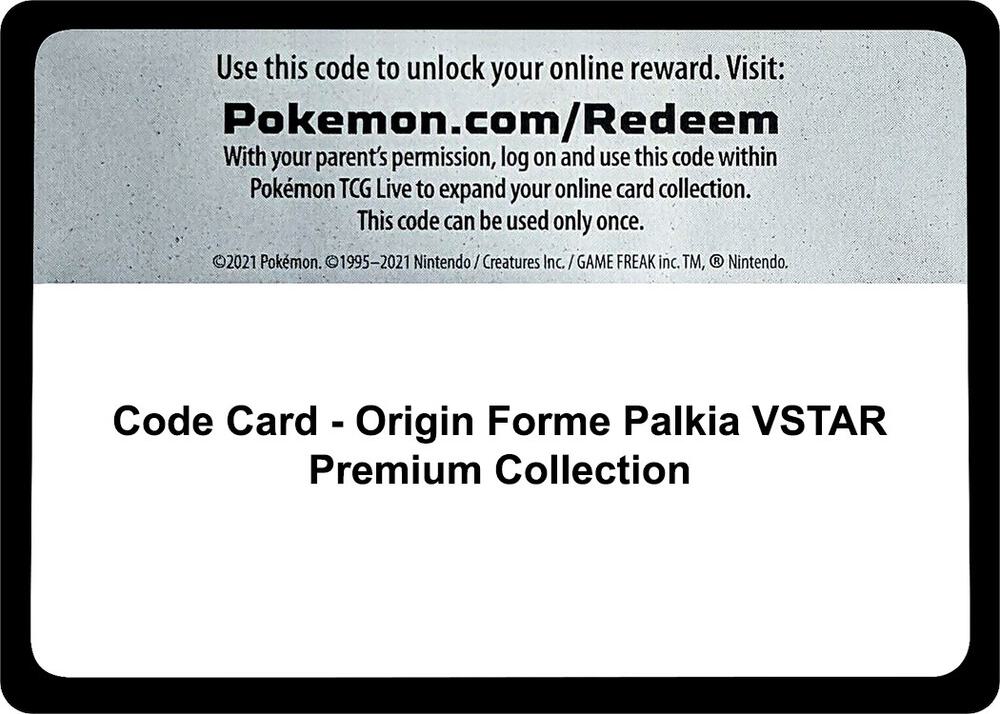 Use this code to unlock your online reward. Visit:
Pokemon.com/Redeem
With your parent's permission, log on and use this code within
Pokémon TCG Live to expand your online card collection.
This code can be used only once.
©2021 Pokémon. ©1995–2021 Nintendo / Creatures Inc. / GAME FREAK inc. TM, ® Nintendo.
Code Card - Origin Forme Palkia VSTAR
Premium Collection